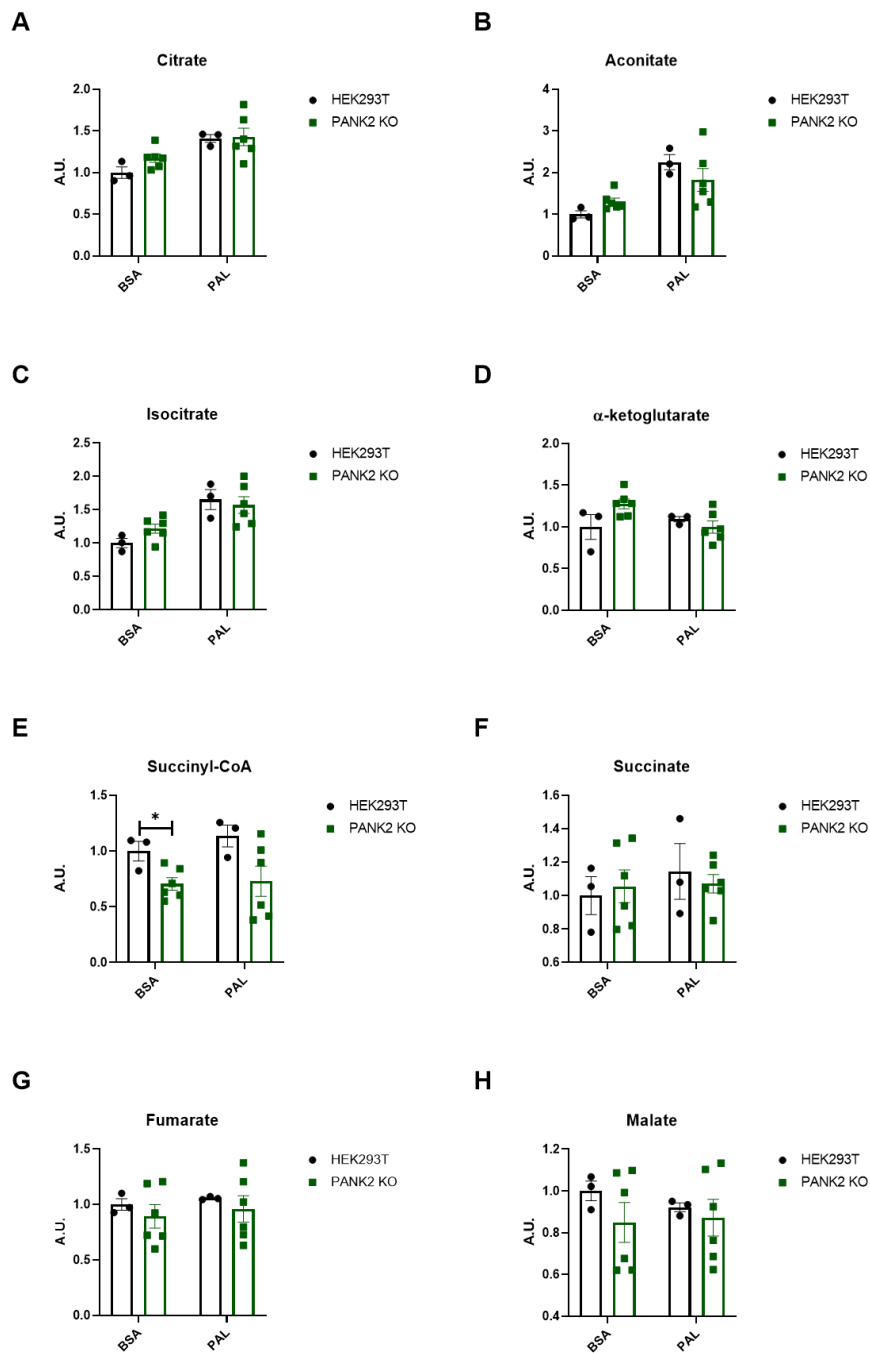 A
Citrate
2.0
1.5
1.0
0.5
0.0
A.U.
BSA
PAL
HEK293T
PANK2 KO
B
Aconitate
4
3
2
1
0
A.U.
BSA
PAL
HEK293T
PANK2 KO
C
Isocitrate
2.5
2.0
1.5
1.0
0.5
0.0
A.U.
BSA
PAL
HEK293T
PANK2 KO
D
α-ketoglutarate
2.0
1.5
1.0
0.5
0.0
A.U.
BSA
PAL
HEK293T
PANK2 KO
E
Succinyl-CoA
1.5
1.0
0.5
0.0
A.U.
*
BSA
PAL
HEK293T
PANK2 KO
F
Succinate
1.6
1.4
1.2
1.0
0.8
0.6
A.U.
BSA
PAL
HEK293T
PANK2 KO
G
Fumarate
1.5
1.0
0.5
0.0
A.U.
BSA
PAL
HEK293T
PANK2 KO
H
Malate
1.2
1.0
0.8
0.6
0.4
A.U.
BSA
PAL
HEK293T
PANK2 KO